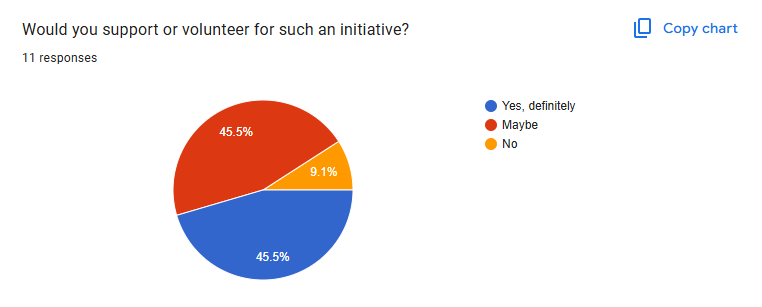 Would you support or volunteer for such an initiative?
Copy chart
11 responses
Yes, definitely
Maybe
No
45.5%
9.1%
45.5%